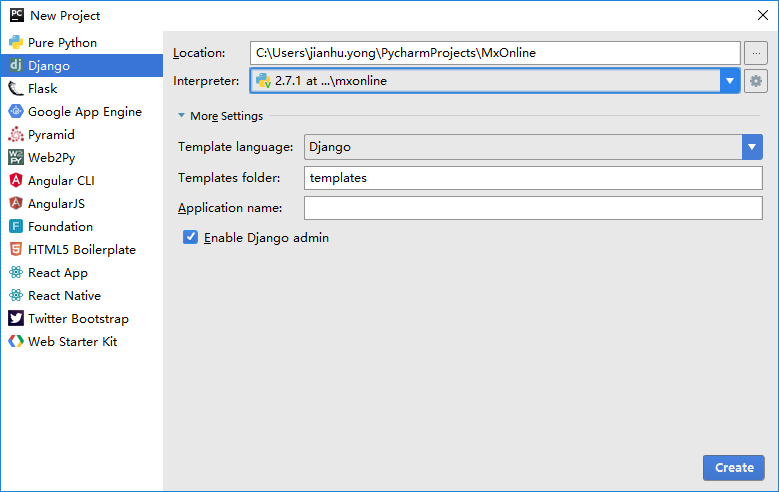 New Project
Pure Python
Django
Flask
Google App Engine
Pyramid
Web2Py
Angular CLI
AngularJS
Foundation
HTML5 Boilerplate
React App
React Native
Twitter Bootstrap
Web Starter Kit
Location: C:\Users\jianhu.yong\PycharmProjects\MxOnline ...
Interpreter: 2.7.1 at ...\mxonline
More Settings
Template language: Django
Templates folder: templates
Application name:
Enable Django admin
Create